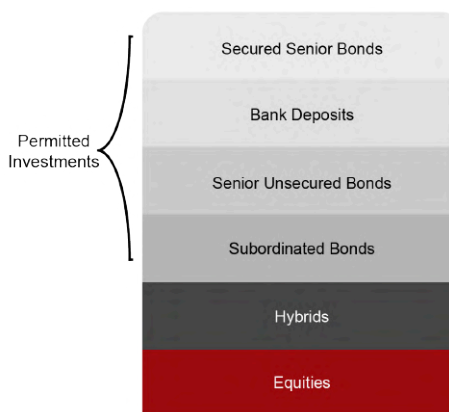 Secured Senior Bonds
Bank Deposits
Permitted
Investments
Senior Unsecured Bonds
Subordinated Bonds
Hybrids
Equities